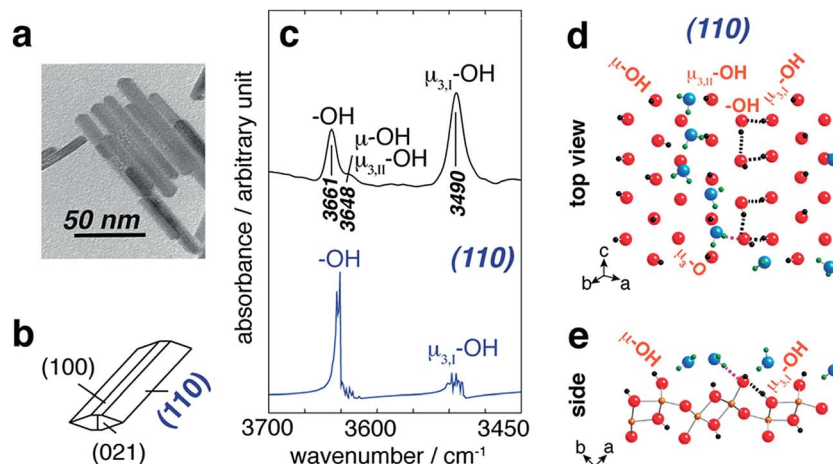 a
50 nm
b
(100)
(110)
(021)
c
absorbance / arbitrary unit
-OH
μ-OH
μ3,II-OH
μ3,I-OH
3661
3648
3490
(110)
-OH
μ3,I-OH
3700
3600
3450
wavenumber / cm-1
d
(110)
top view
μ-OH
μ3,II-OH
-OH
μ3,I-OH
μ3-O
c
b
a
e
side
μ-OH
μ3,I-OH
b
a